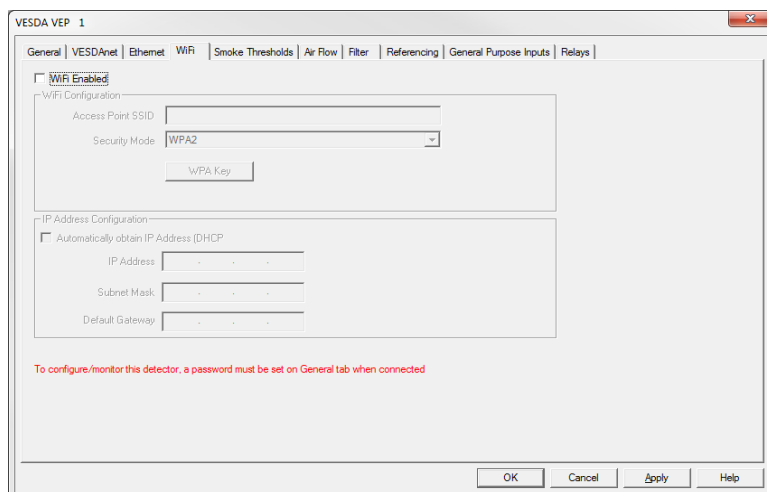 VESDA VEP 1
General VESDAnet Ethernet WiFi Smoke Thresholds Air Flow Filter Referencing General Purpose Inputs Relays
WiFi Enabled
WiFi Configuration
Access Point SSID
Security Mode WPA2
WPA Key
IP Address Configuration
Automatically obtain IP Address (DHCP
IP Address . . .
Subnet Mask . . .
Default Gateway . . .
To configure/monitor this detector, a password must be set on General tab when connected
OK Cancel Apply Help